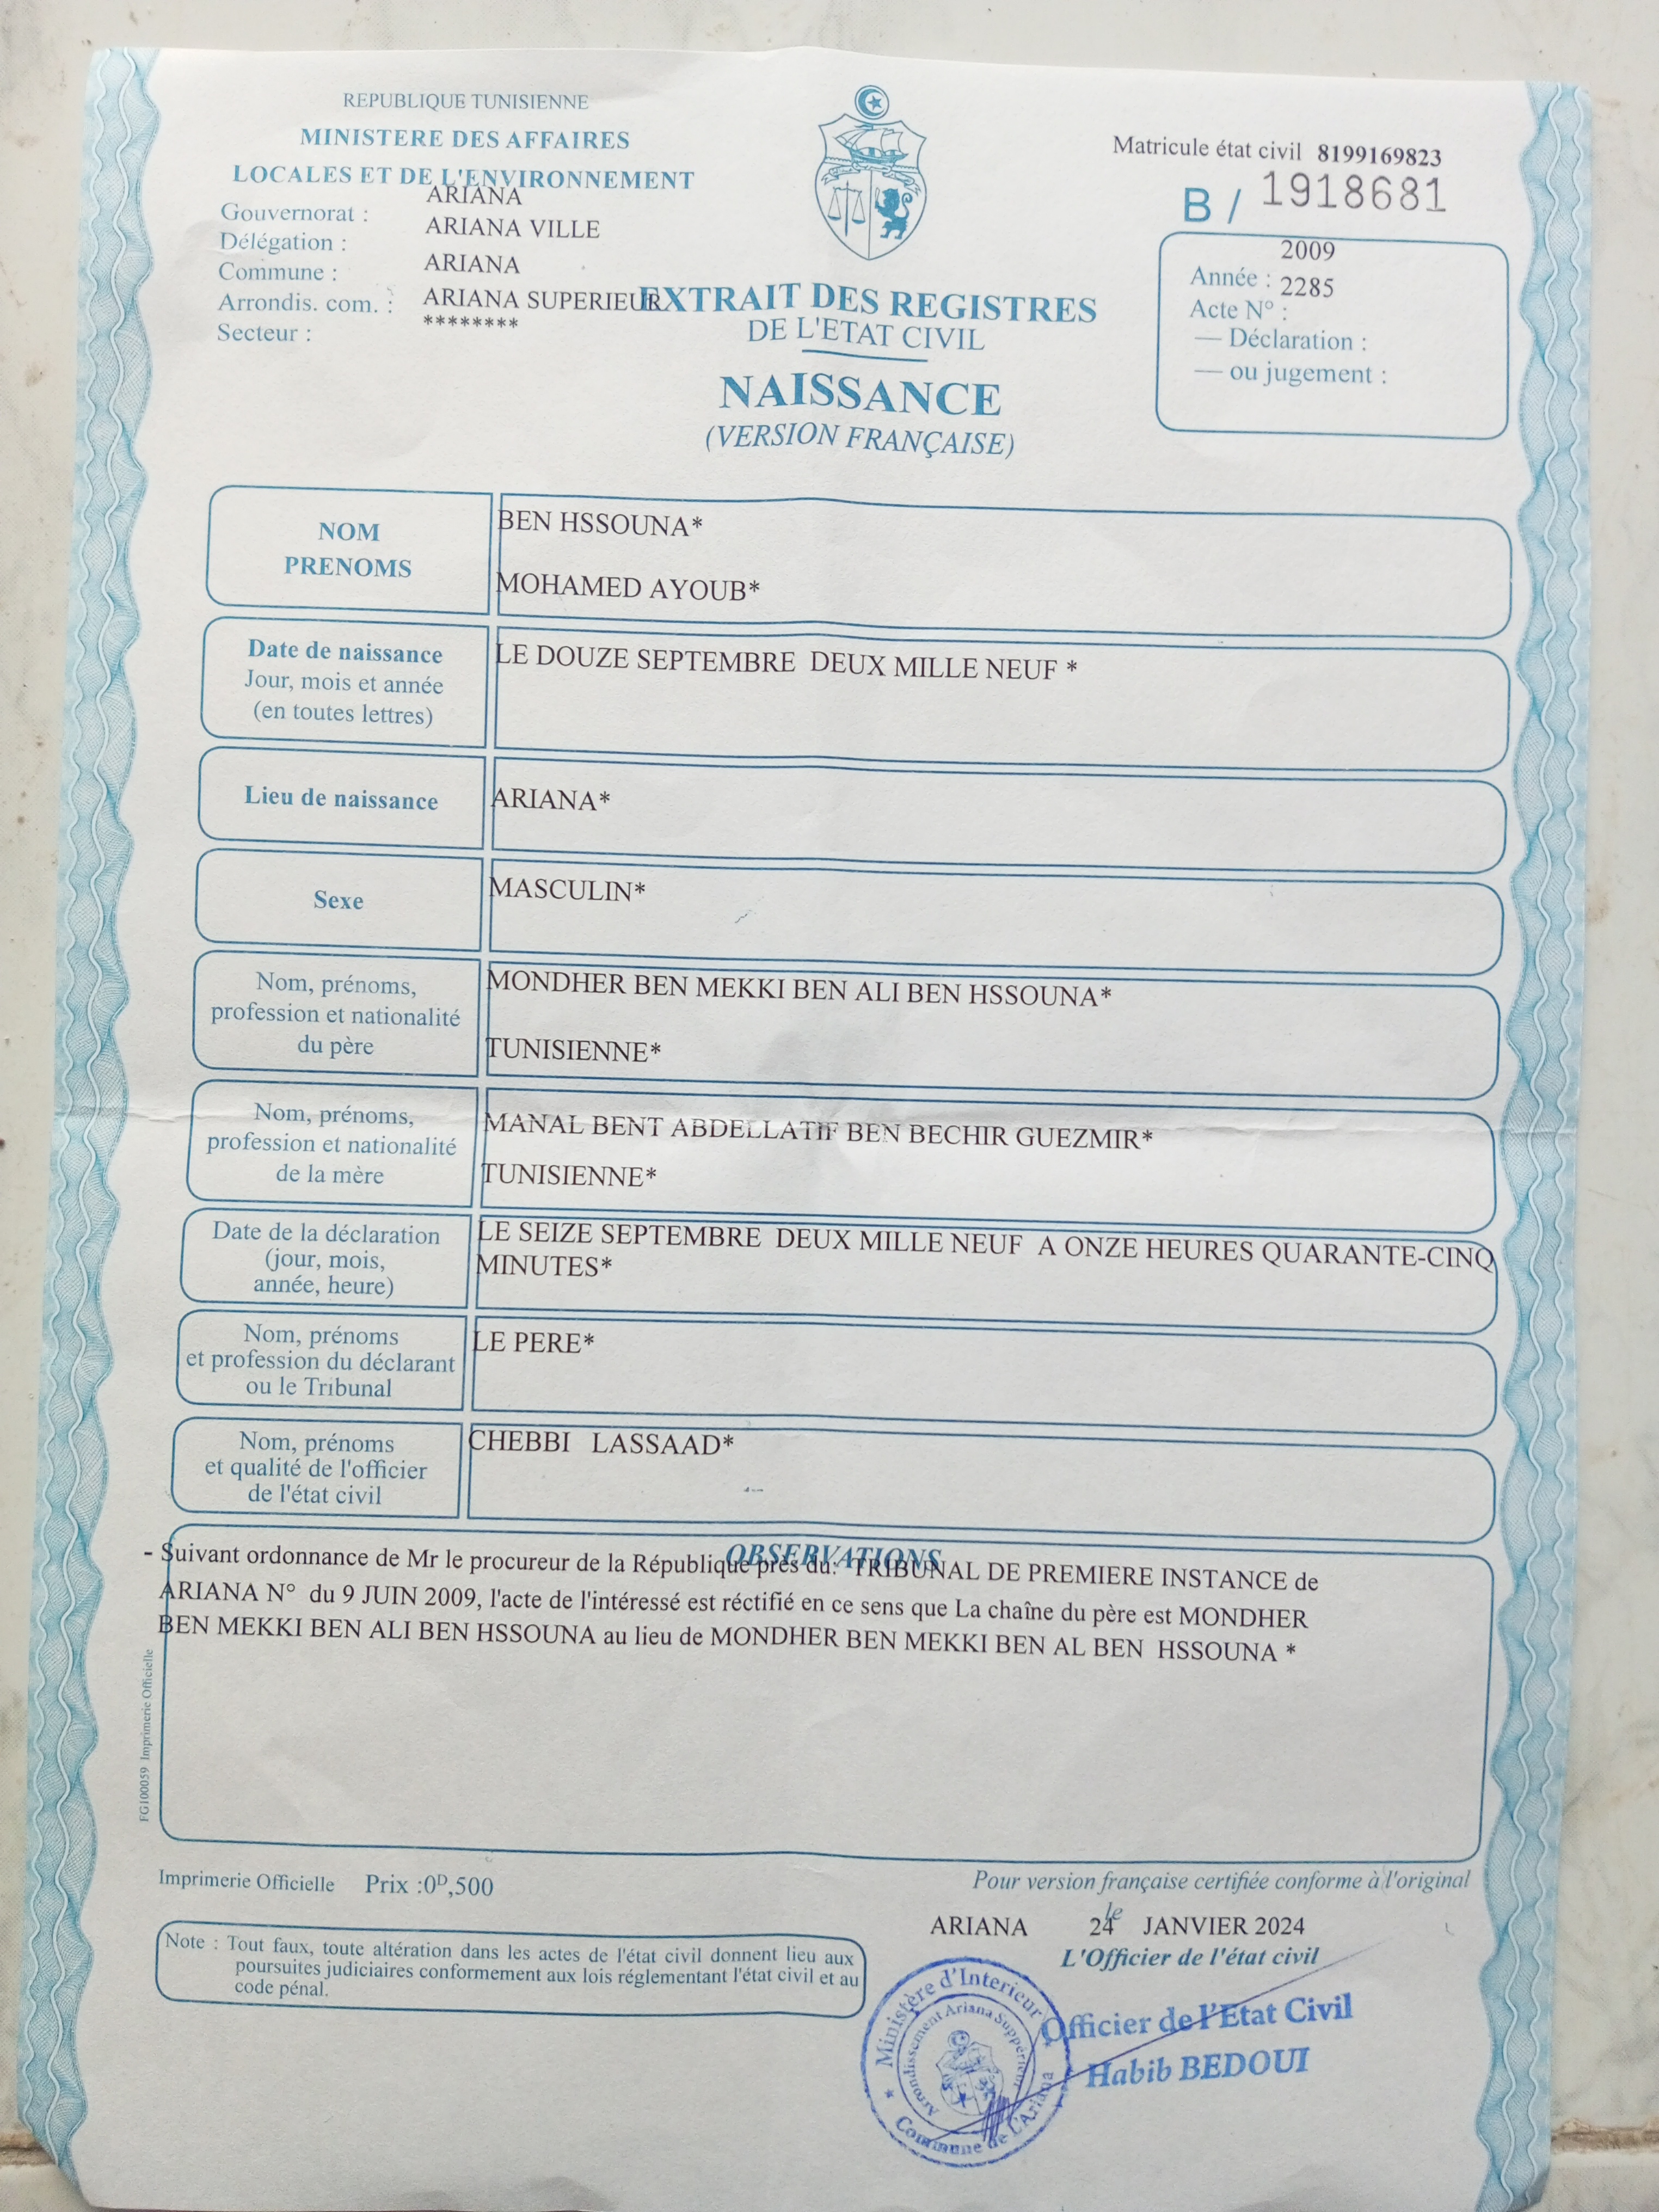 REPUBLIQUE TUNISIENNE
MINISTERE DES AFFAIRES
LOCALES ET DE L'ENVIRONNEMENT
Gouvernorat : ARIANA
Délégation : ARIANA VILLE
Commune : ARIANA
Arrondis. com. : ARIANA SUPERIEUR
Secteur : ********
Matricule état civil 8199169823
B / 1918681
2009
Année : 2285
Acte N° :
— Déclaration :
— ou jugement :
EXTRAIT DES REGISTRES
DE L'ETAT CIVIL
NAISSANCE
(VERSION FRANÇAISE)
NOM
PRENOMS
BEN HSSOUNA*
MOHAMED AYOUB*
Date de naissance
Jour, mois et année
(en toutes lettres)
LE DOUZE SEPTEMBRE DEUX MILLE NEUF *
Lieu de naissance
ARIANA*
Sexe
MASCULIN*
Nom, prénoms,
profession et nationalité
du père
MONDHER BEN MEKKI BEN ALI BEN HSSOUNA*
TUNISIENNE*
Nom, prénoms,
profession et nationalité
de la mère
MANAL BENT ABDELLATIF BEN BECHIR GUEZMIR*
TUNISIENNE*
Date de la déclaration
(jour, mois,
année, heure)
LE SEIZE SEPTEMBRE DEUX MILLE NEUF A ONZE HEURES QUARANTE-CINQ
MINUTES*
Nom, prénoms
et profession du déclarant
ou le Tribunal
LE PERE*
Nom, prénoms
et qualité de l'officier
de l'état civil
CHEBBI LASSAAD*
OBSERVATIONS
- Suivant ordonnance de Mr le procureur de la République près du: TRIBUNAL DE PREMIERE INSTANCE de
ARIANA N° du 9 JUIN 2009, l'acte de l'intéressé est réctifié en ce sens que La chaîne du père est MONDHER
BEN MEKKI BEN ALI BEN HSSOUNA au lieu de MONDHER BEN MEKKI BEN AL BEN HSSOUNA *
FG100059 Imprimerie Officielle
Imprimerie Officielle Prix :0ᴰ,500
Pour version française certifiée conforme à l'original
ARIANA le 24 JANVIER 2024
L'Officier de l'état civil
Note : Tout faux, toute altération dans les actes de l'état civil donnent lieu aux
poursuites judiciaires conformement aux lois réglementant l'état civil et au
code pénal.
Officier de l'Etat Civil
Habib BEDOUI
Ministère d'Interieur
Arrondissement Ariana Suppérieur
Commune de L'Ariana